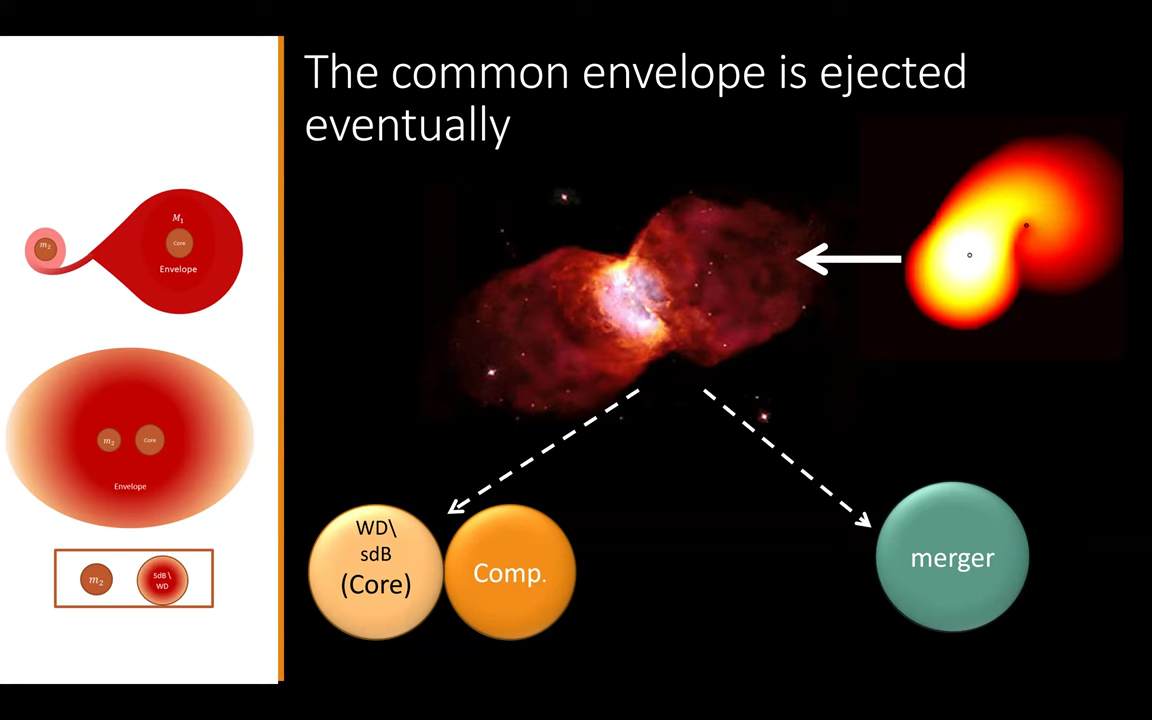 The common envelope is ejected
eventually
M₁
m₂
Core
Envelope
m₂
Core
Envelope
m₂
SdB \
WD
WD\
sdB
(Core)
Comp.
merger